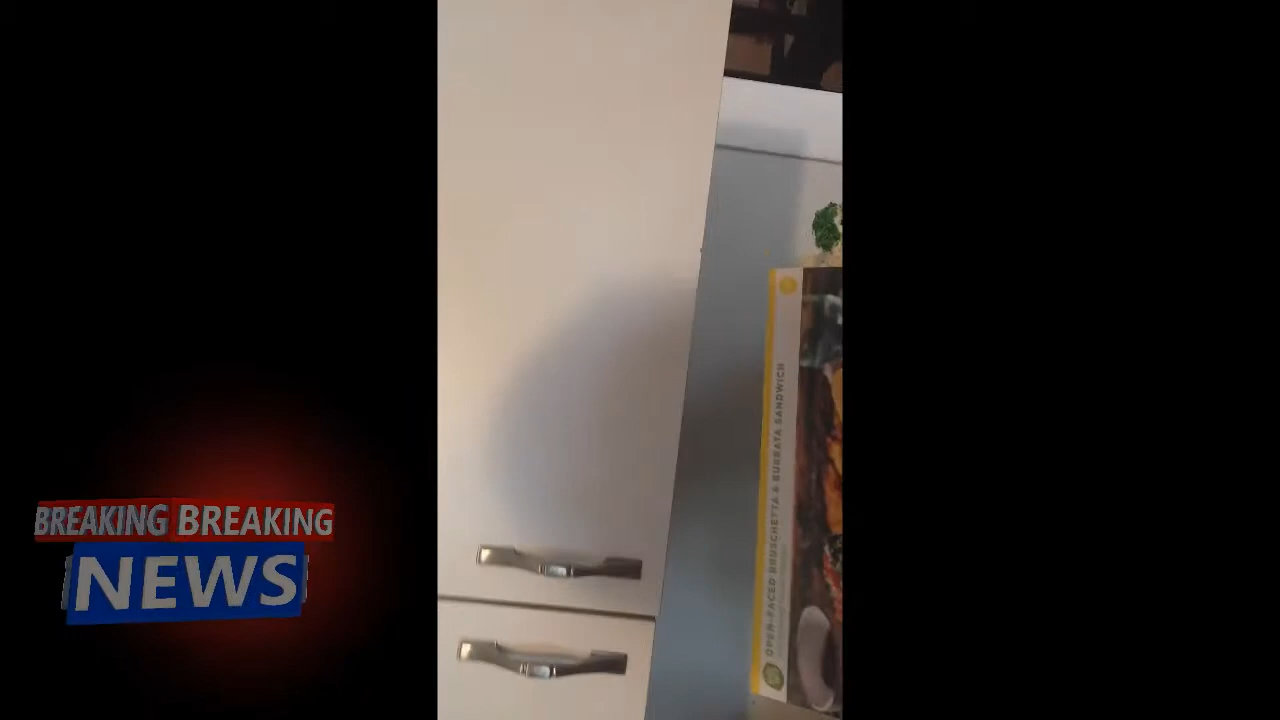 BREAKING BREAKING
NEWS
OPEN-FACED BRUSCHETTA & BURRATA SANDWICH